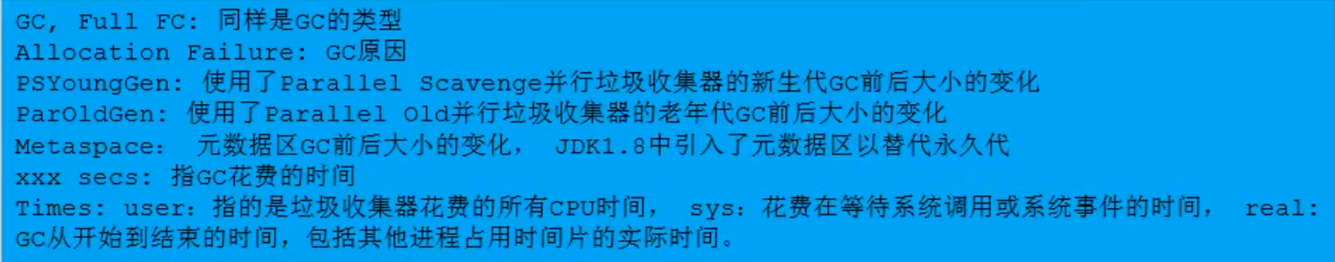 GC, Full FC: 同样是GC的类型
Allocation Failure: GC原因
PSYoungGen: 使用了Parallel Scavenge并行垃圾收集器的新生代GC前后大小的变化
ParOldGen: 使用了Parallel Old并行垃圾收集器的老年代GC前后大小的变化
Metaspace: 元数据区GC前后大小的变化, JDK1.8中引入了元数据区以替代永久代
xxx secs: 指GC花费的时间
Times: user: 指的是垃圾收集器花费的所有CPU时间, sys: 花费在等待系统调用或系统事件的时间, real:
GC从开始到结束的时间,包括其他进程占用时间片的实际时间。